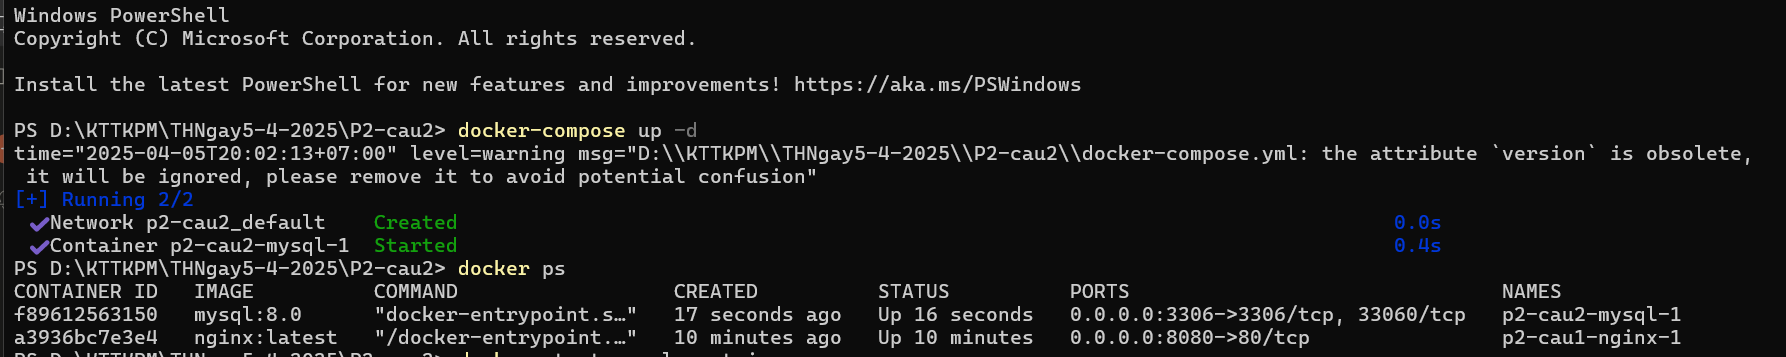 Windows PowerShell
Copyright (C) Microsoft Corporation. All rights reserved.
Install the latest PowerShell for new features and improvements! https://aka.ms/PSWindows
PS D:\KTTKPM\THNgay5-4-2025\P2-cau2> docker-compose up -d
time="2025-04-05T20:02:13+07:00" level=warning msg="D:\\KTTKPM\\THNgay5-4-2025\\P2-cau2\\docker-compose.yml: the attribute `version` is obsolete,
it will be ignored, please remove it to avoid potential confusion"
[+] Running 2/2
✔Network p2-cau2_default Created 0.0s
✔Container p2-cau2-mysql-1 Started 0.4s
PS D:\KTTKPM\THNgay5-4-2025\P2-cau2> docker ps
CONTAINER ID IMAGE COMMAND CREATED STATUS PORTS NAMES
f89612563150 mysql:8.0 "docker-entrypoint.s…" 17 seconds ago Up 16 seconds 0.0.0.0:3306->3306/tcp, 33060/tcp p2-cau2-mysql-1
a3936bc7e3e4 nginx:latest "/docker-entrypoint.…" 10 minutes ago Up 10 minutes 0.0.0.0:8080->80/tcp p2-cau1-nginx-1